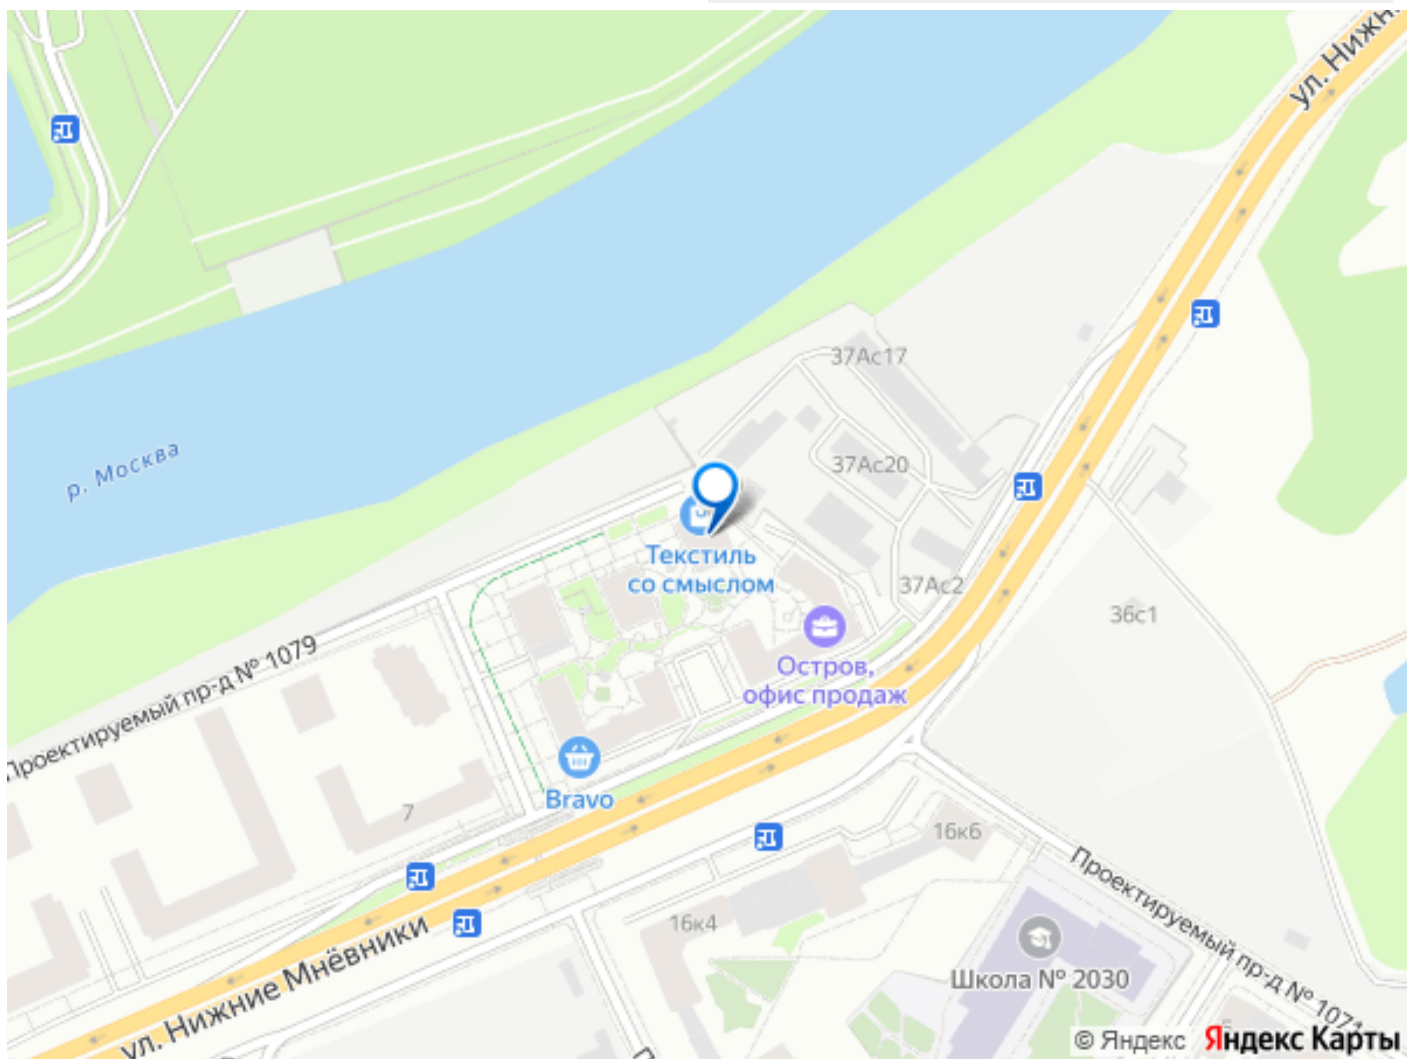 ул. Нижн
37Ас17
р. Москва
37Ас20
Текстиль
со смыслом
37Ас2
36с1
Остров,
офис продаж
Проектируемый пр-д № 1079
Bravo
7
16к6
Проектируемый пр-д № 1071
16к4
ул. Нижние Мнёвники
Школа № 2030
© Яндекс Яндекс Карты